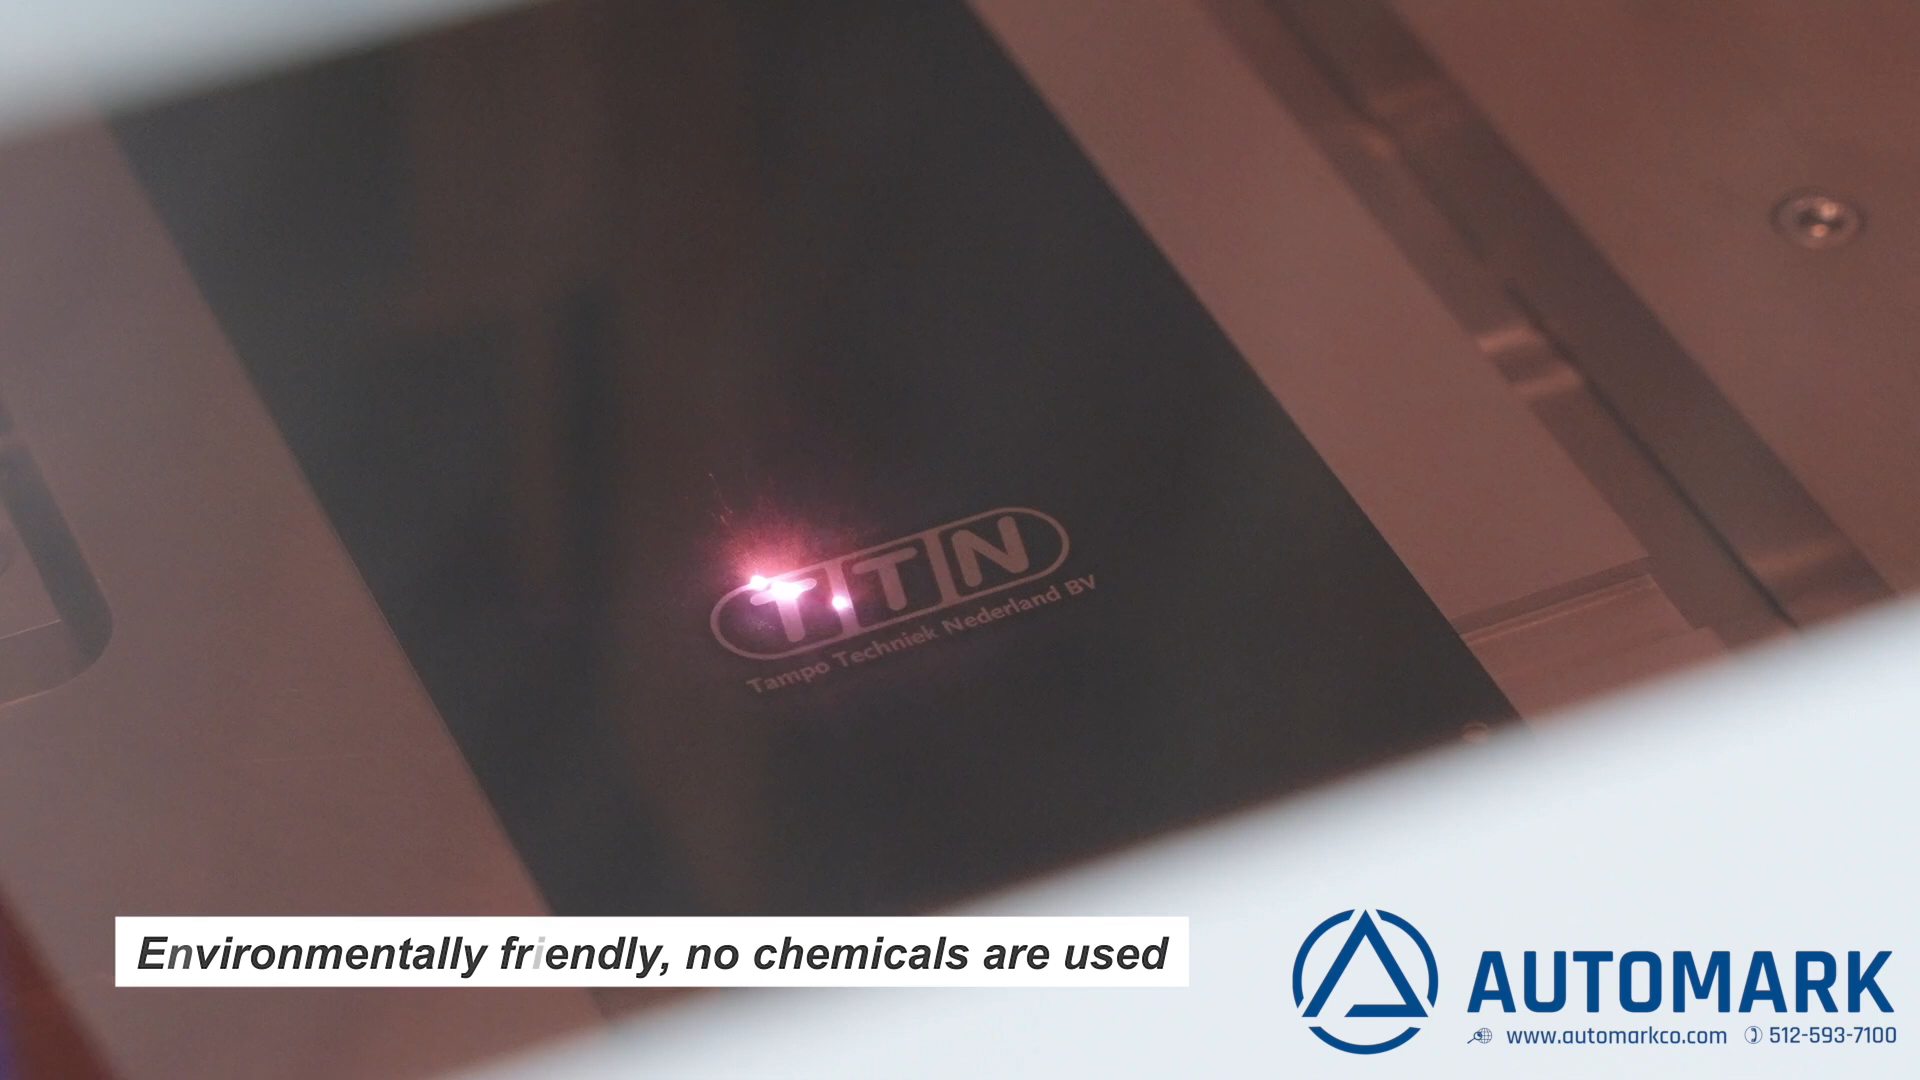 TTN
Tampo Techniek Nederland BV
Environmentally friendly, no chemicals are used
AUTOMARK
www.automarkco.com 512-593-7100